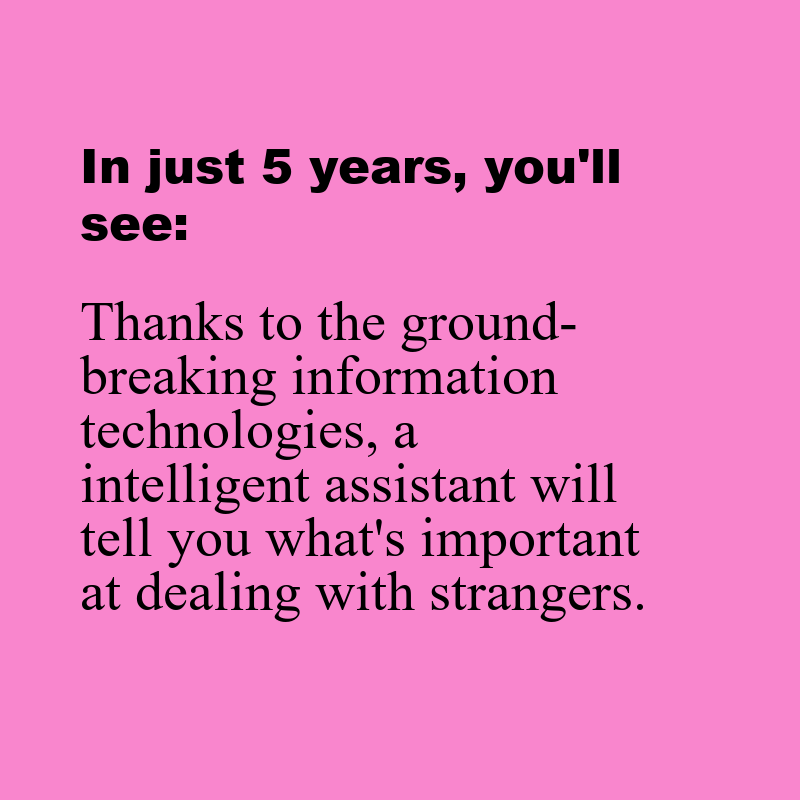 In just 5 years, you'll
see:
Thanks to the ground-
breaking information
technologies, a
intelligent assistant will
tell you what's important
at dealing with strangers.